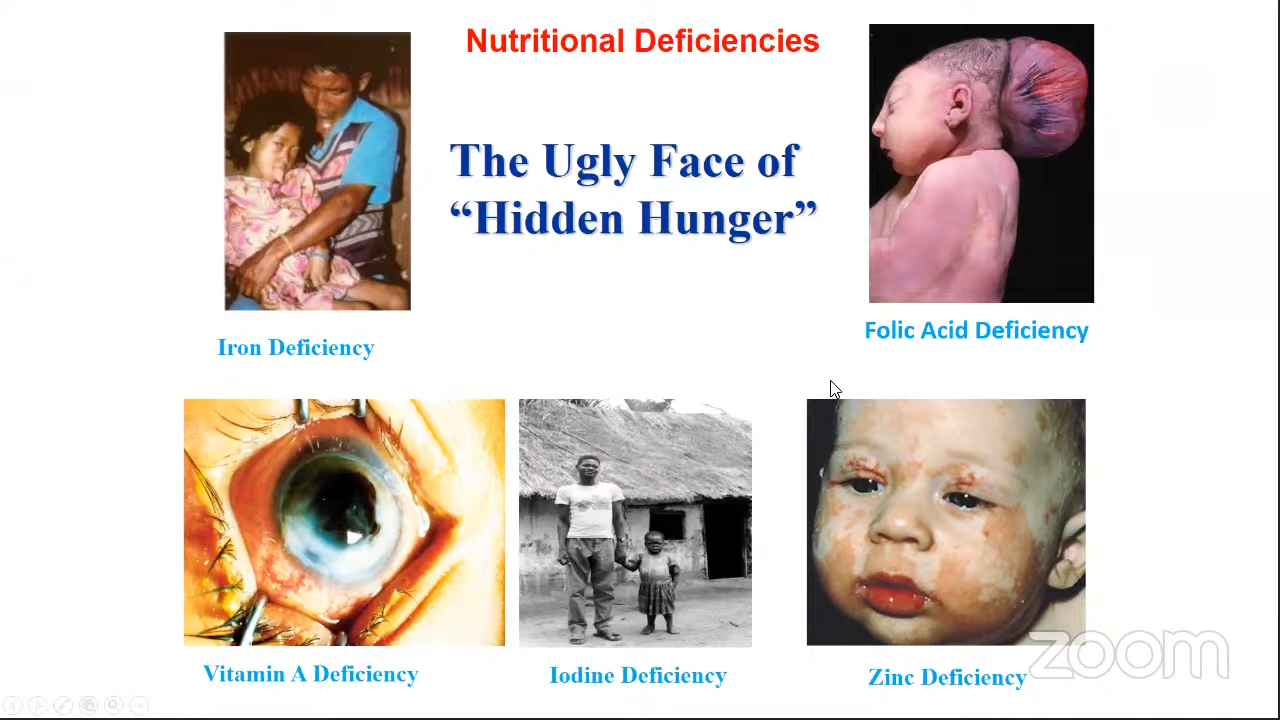 Nutritional Deficiencies
The Ugly Face of
“Hidden Hunger”
Iron Deficiency
Folic Acid Deficiency
Vitamin A Deficiency
Iodine Deficiency
Zinc Deficiency
zoom